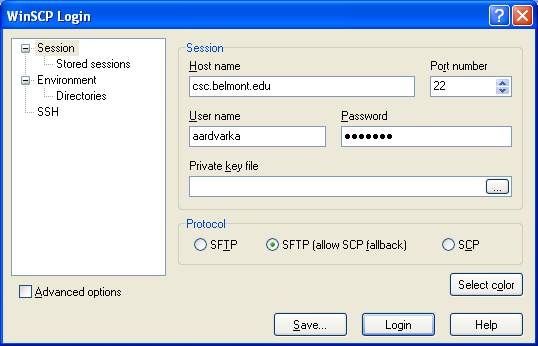 WinSCP Login
Session
Stored sessions
Environment
Directories
SSH
Advanced options
Session
Host name
Port number
csc.belmont.edu
22
User name
Password
aardvarka
●●●●●●●
Private key file
...
Protocol
SFTP
SFTP (allow SCP fallback)
SCP
Select color
Save...
Login
Help